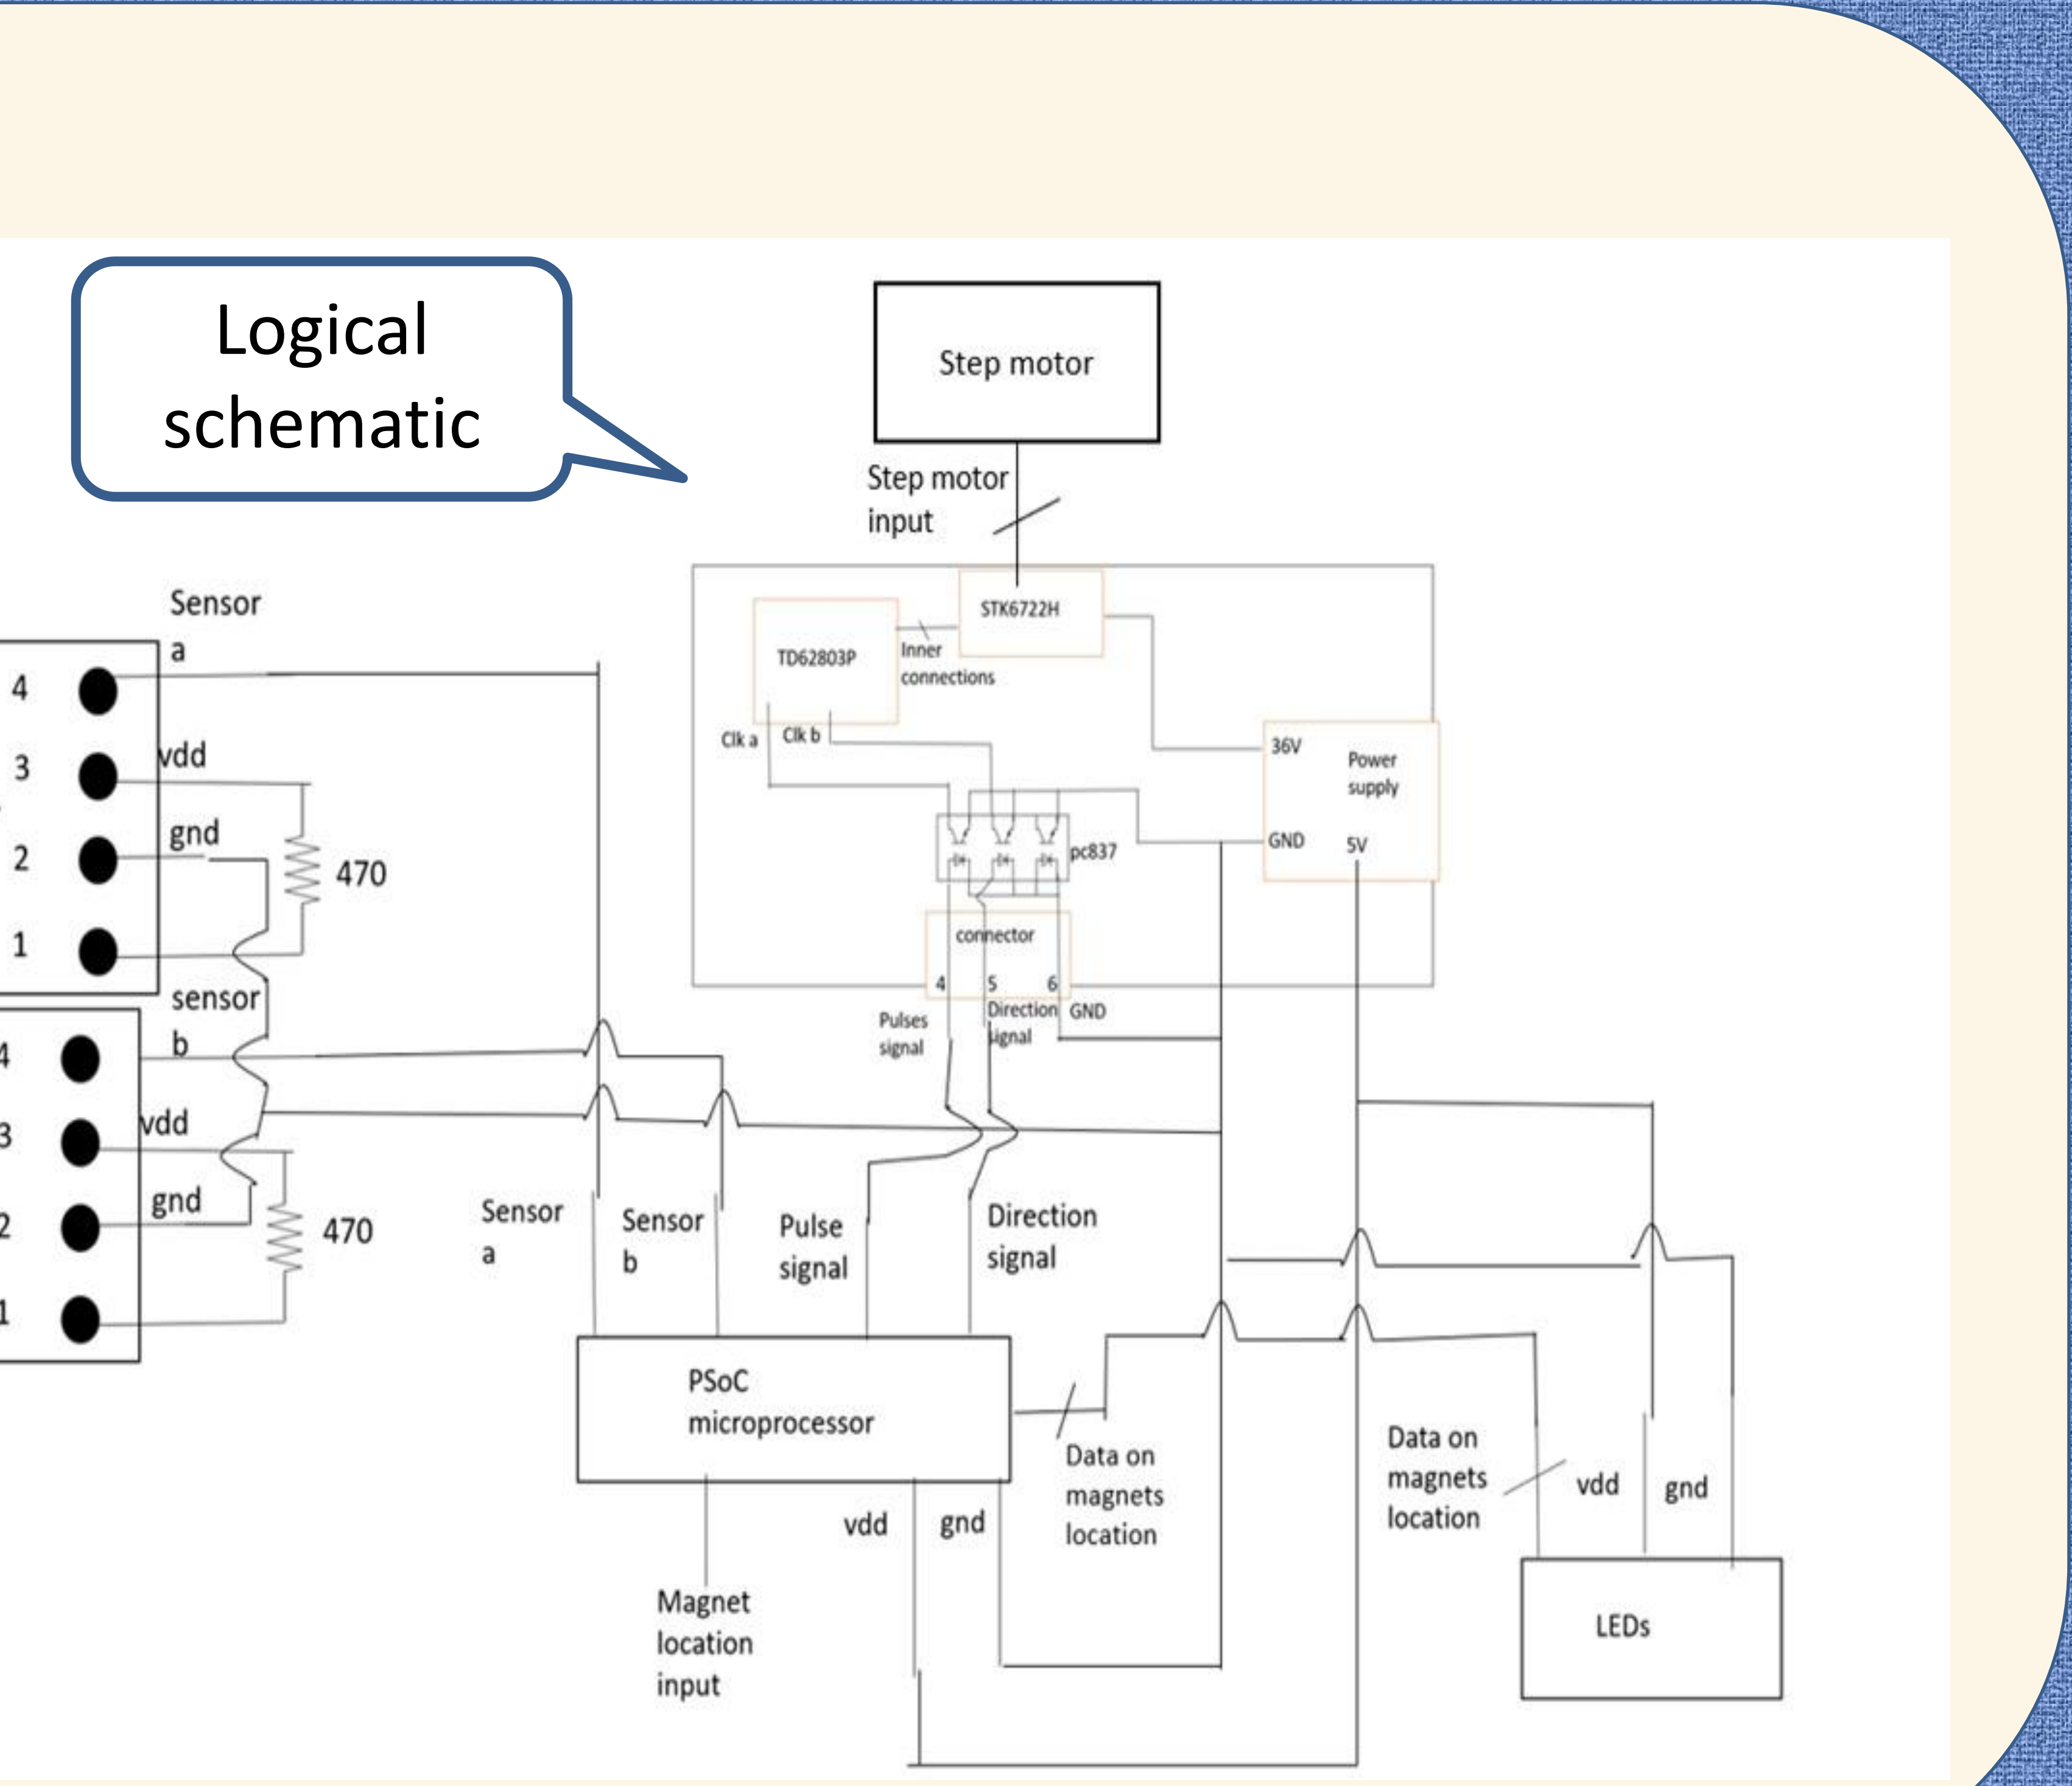 Logical
schematic
Step motor
Step motor
input
STK6722H
TD62803P
Inner
connections
Clk a
Clk b
36V
Power
supply
GND
5V
pc837
connector
4
5
6
Pulses
signal
Direction
signal
GND
Sensor
a
4
vdd
3
gnd
2
470
1
sensor
b
4
vdd
3
gnd
2
470
1
Sensor
a
Sensor
b
Pulse
signal
Direction
signal
PSoC
microprocessor
Data on
magnets
location
vdd
gnd
Magnet
location
input
Data on
magnets
location
vdd
gnd
LEDs